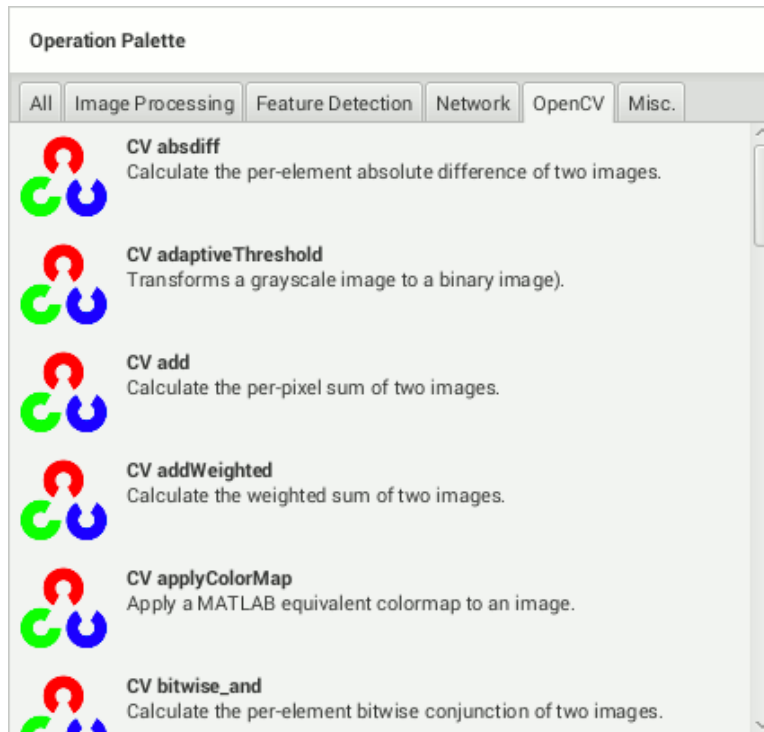 Operation Palette
All Image Processing Feature Detection Network OpenCV Misc.
CV absdiff
Calculate the per-element absolute difference of two images.
CV adaptiveThreshold
Transforms a grayscale image to a binary image).
CV add
Calculate the per-pixel sum of two images.
CV addWeighted
Calculate the weighted sum of two images.
CV applyColorMap
Apply a MATLAB equivalent colormap to an image.
CV bitwise_and
Calculate the per-element bitwise conjunction of two images.